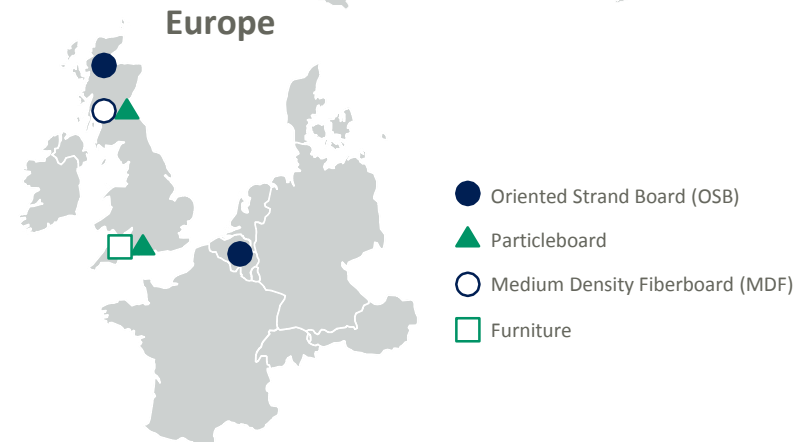 Europe
Oriented Strand Board (OSB)
Particleboard
Medium Density Fiberboard (MDF)
Furniture